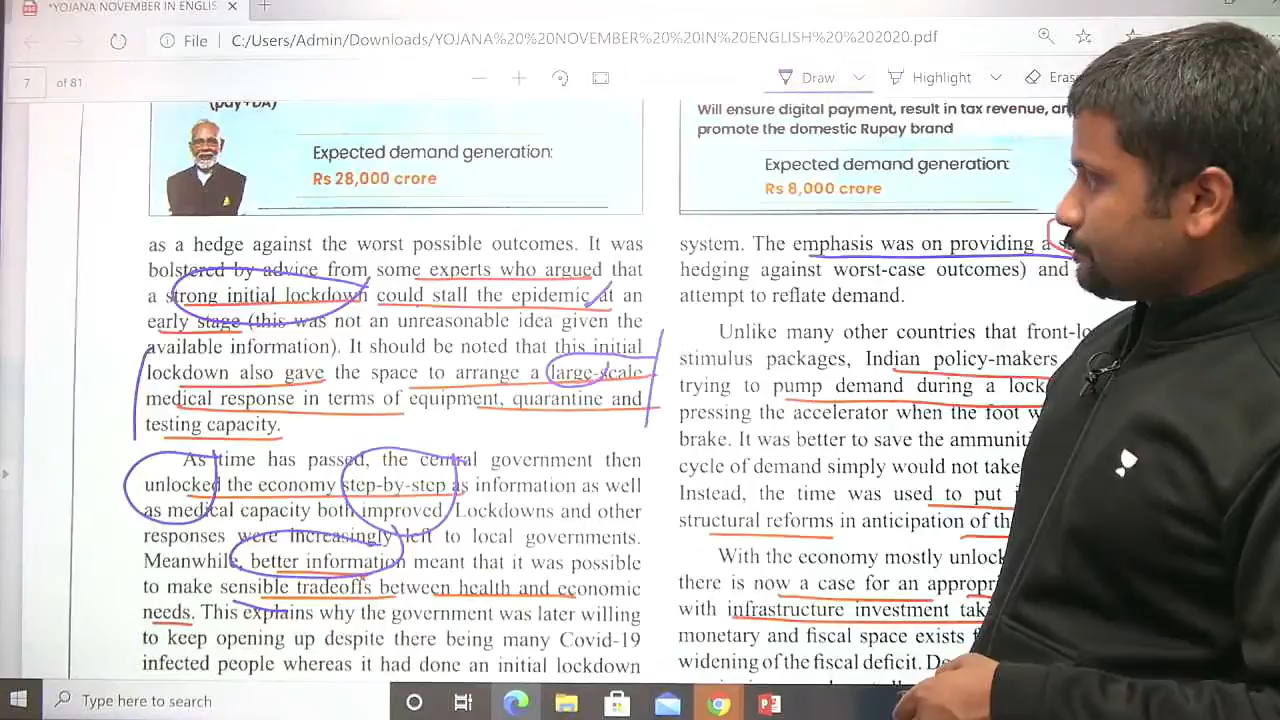 *YOJANA NOVEMBER IN ENGLIS
File
C:/Users/Admin/Downloads/YOJANA%20%20NOVEMBER%20%20IN%20ENGLISH%20%202020.pdf
7
of 81
Draw
Highlight
(pay+DA)
Expected demand generation:
Rs 28,000 crore
Will ensure digital payment, result in tax revenue,
promote the domestic Rupay brand
Expected demand generation:
Rs 8,000 crore
as a hedge against the worst possible outcomes. It was
bolstered by advice from some experts who argued that
a strong initial lockdown could stall the epidemic at an
early stage (this was not an unreasonable idea given the
available information). It should be noted that this initial
lockdown also gave the space to arrange a large-scale
medical response in terms of equipment, quarantine and
testing capacity.
As time has passed, the central government then
unlocked the economy step-by-step as information as well
as medical capacity both improved. Lockdowns and other
responses were increasingly left to local governments.
Meanwhile, better information meant that it was possible
to make sensible tradeoffs between health and economic
needs. This explains why the government was later willing
to keep opening up despite there being many Covid-19
infected people whereas it had done an initial lockdown
system. The emphasis was on providing a
hedging against worst-case outcomes) and
attempt to reflate demand.
Unlike many other countries that
stimulus packages, Indian policy-makers
trying to pump demand during a
pressing the accelerator when the foot
brake. It was better to save the
cycle of demand simply would not take
Instead, the time was used to put
structural reforms in anticipation of
With the economy mostly
there is now a case for an
with infrastructure investment
monetary and fiscal space exists
widening of the fiscal deficit.
Type here to search